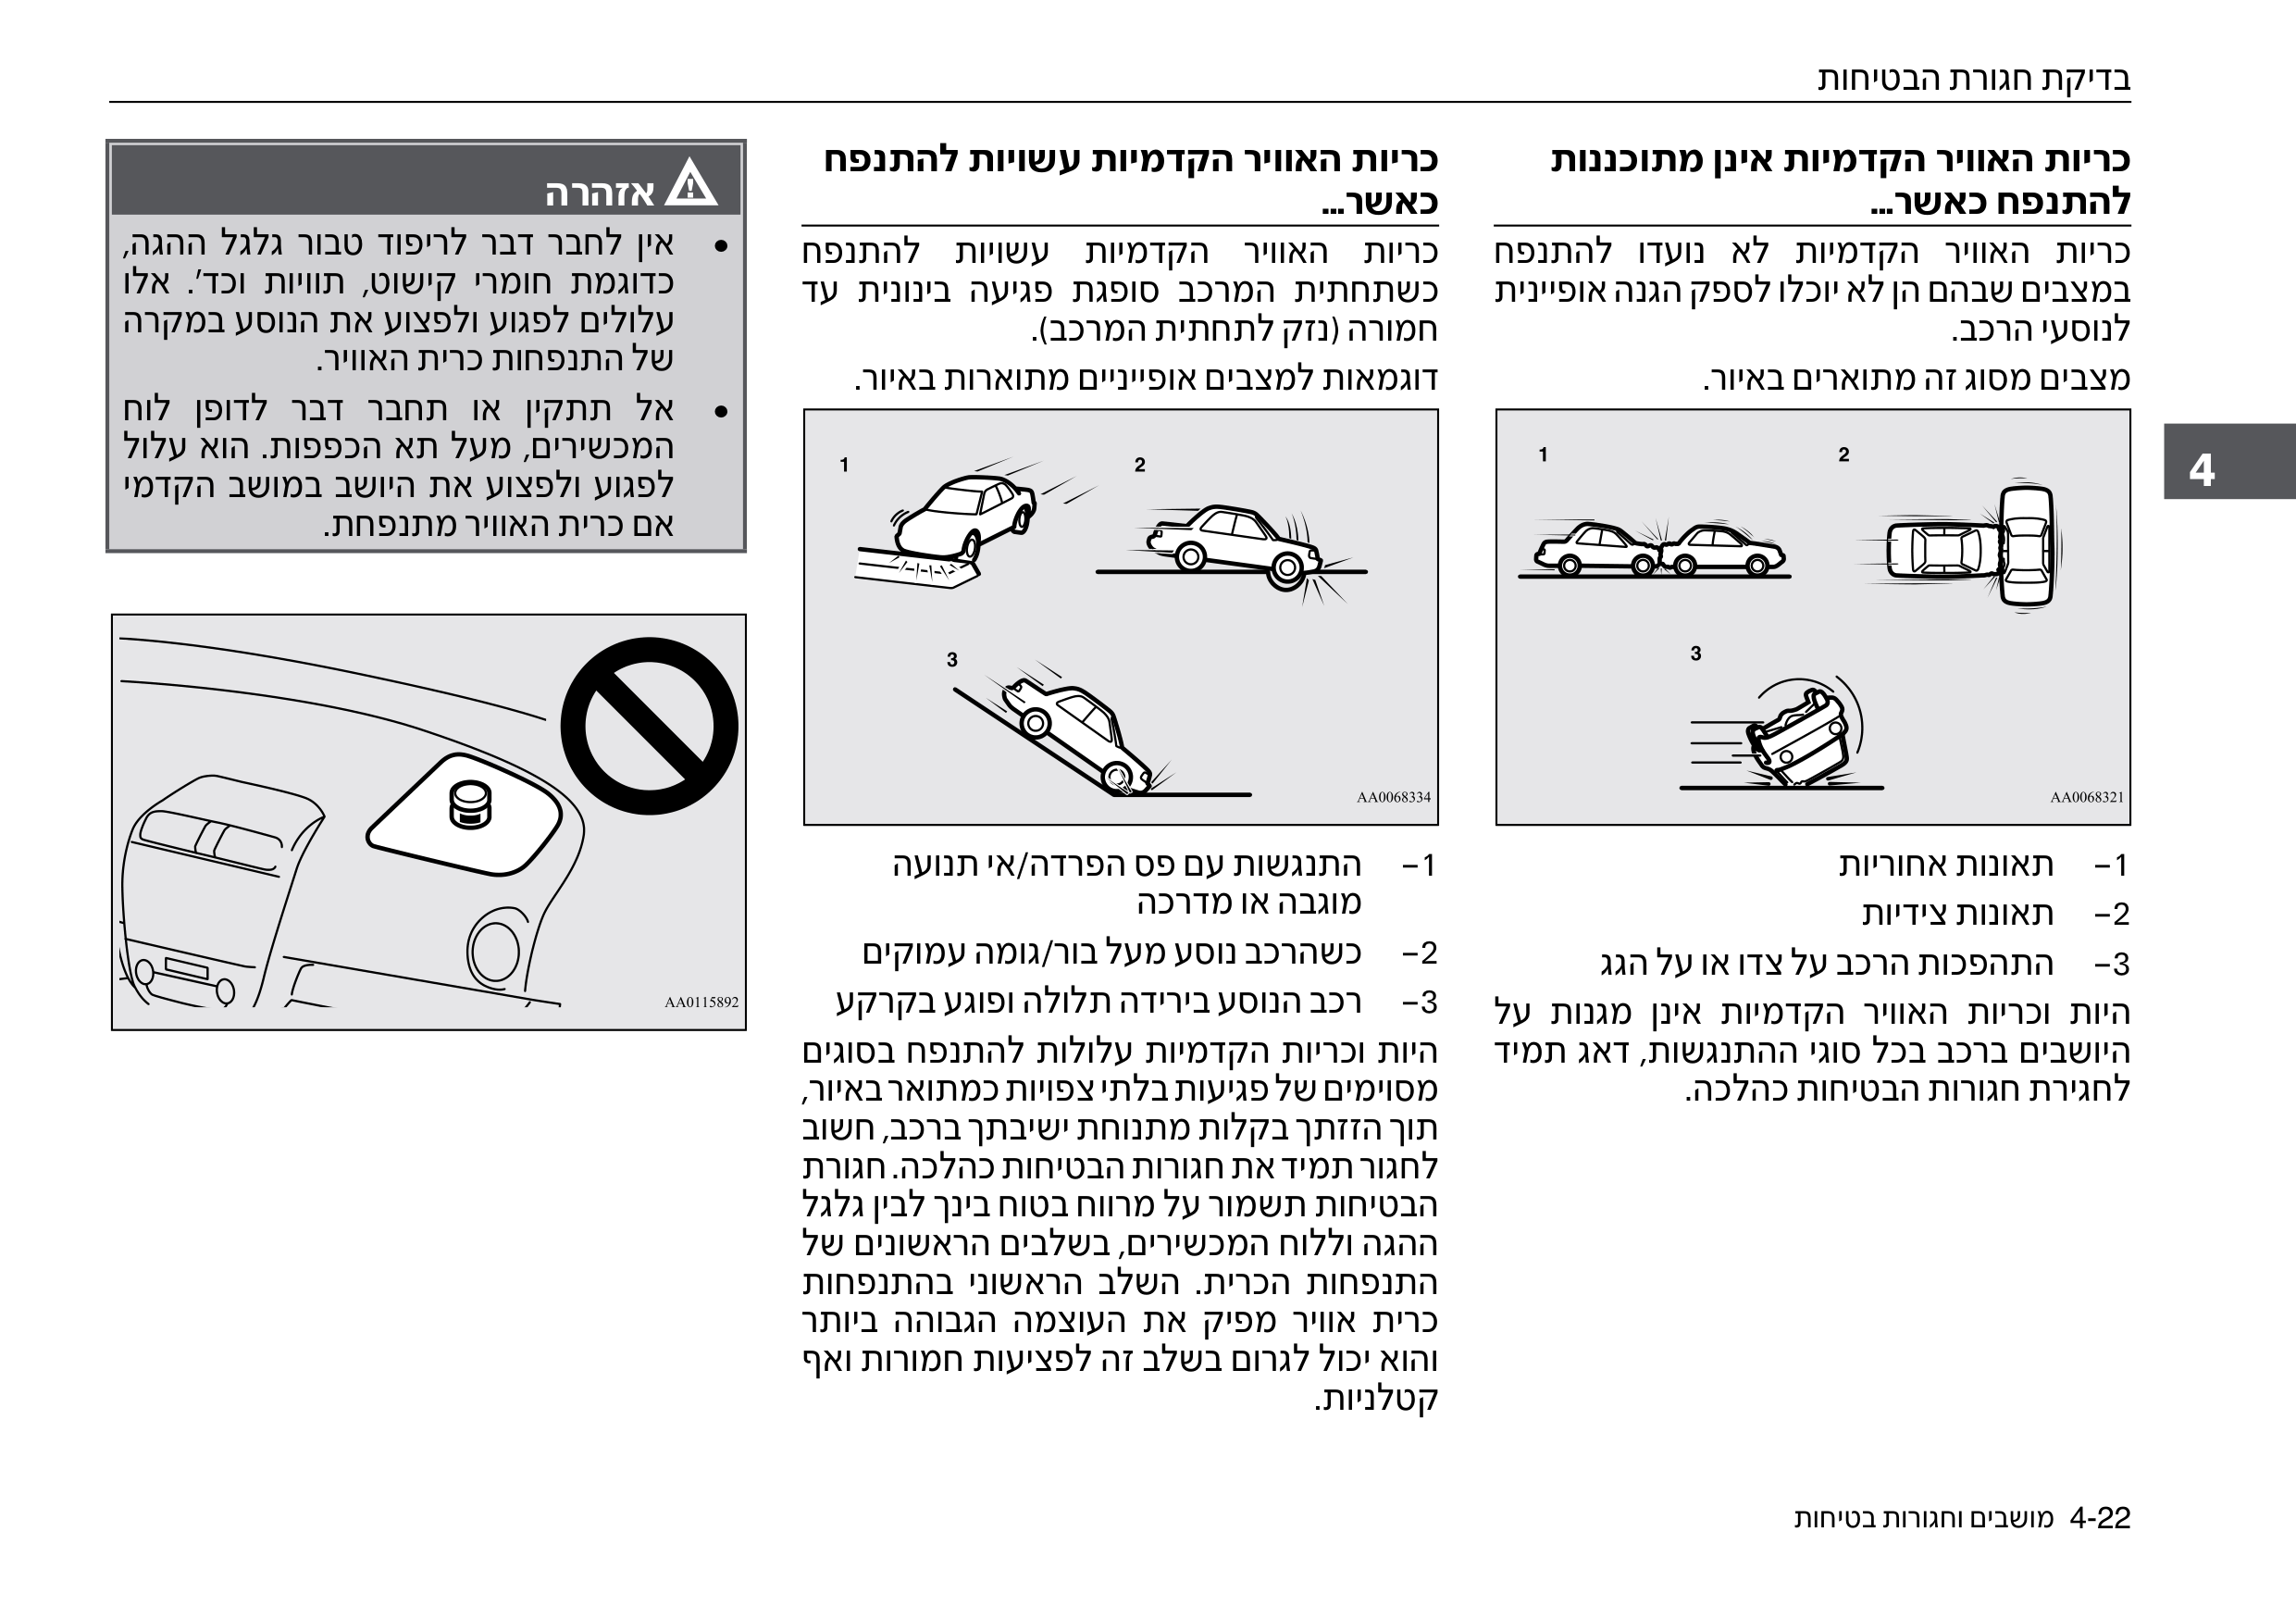 בדיקת חגורת הבטיחות
כריות האוויר הקדמיות אינן מתוכננות
להתנפח כאשר...
כריות האוויר הקדמיות לא נועדו להתנפח
במצבים שבהם הן לא יוכלו לספק הגנה אופיינית
לנוסעי הרכב.
מצבים מסוג זה מתוארים באיור.
1
2
3
AA0068321
1– תאונות אחוריות
2– תאונות צידיות
3– התהפכות הרכב על צדו או על הגג
היות וכריות האוויר הקדמיות אינן מגנות על
היושבים ברכב בכל סוגי ההתנגשות, דאג תמיד
לחגירת חגורות הבטיחות כהלכה.
כריות האוויר הקדמיות עשויות להתנפח
כאשר...
כריות האוויר הקדמיות עשויות להתנפח
כשתחתית המרכב סופגת פגיעה בינונית עד
חמורה (נזק לתחתית המרכב).
דוגמאות למצבים אופייניים מתוארות באיור.
1
2
3
AA0068334
1– התנגשות עם פס הפרדה/אי תנועה
מוגבה או מדרכה
2– כשהרכב נוסע מעל בור/גומה עמוקים
3– רכב הנוסע בירידה תלולה ופוגע בקרקע
היות וכריות הקדמיות עלולות להתנפח בסוגים
מסוימים של פגיעות בלתי צפויות כמתואר באיור,
תוך הזזתך בקלות מתנוחת ישיבתך ברכב, חשוב
לחגור תמיד את חגורות הבטיחות כהלכה. חגורת
הבטיחות תשמור על מרווח בטוח בינך לבין גלגל
ההגה וללוח המכשירים, בשלבים הראשונים של
התנפחות הכרית. השלב הראשוני בהתנפחות
כרית אוויר מפיק את העוצמה הגבוהה ביותר
והוא יכול לגרום בשלב זה לפציעות חמורות ואף
קטלניות.
אזהרה
• אין לחבר דבר לריפוד טבור גלגל ההגה,
כדוגמת חומרי קישוט, תוויות וכד'. אלו
עלולים לפגוע ולפצוע את הנוסע במקרה
של התנפחות כרית האוויר.
• אל תתקין או תחבר דבר לדופן לוח
המכשירים, מעל תא הכפפות. הוא עלול
לפגוע ולפצוע את היושב במושב הקדמי
אם כרית האוויר מתנפחת.
AA0115892
4
4-22 מושבים וחגורות בטיחות